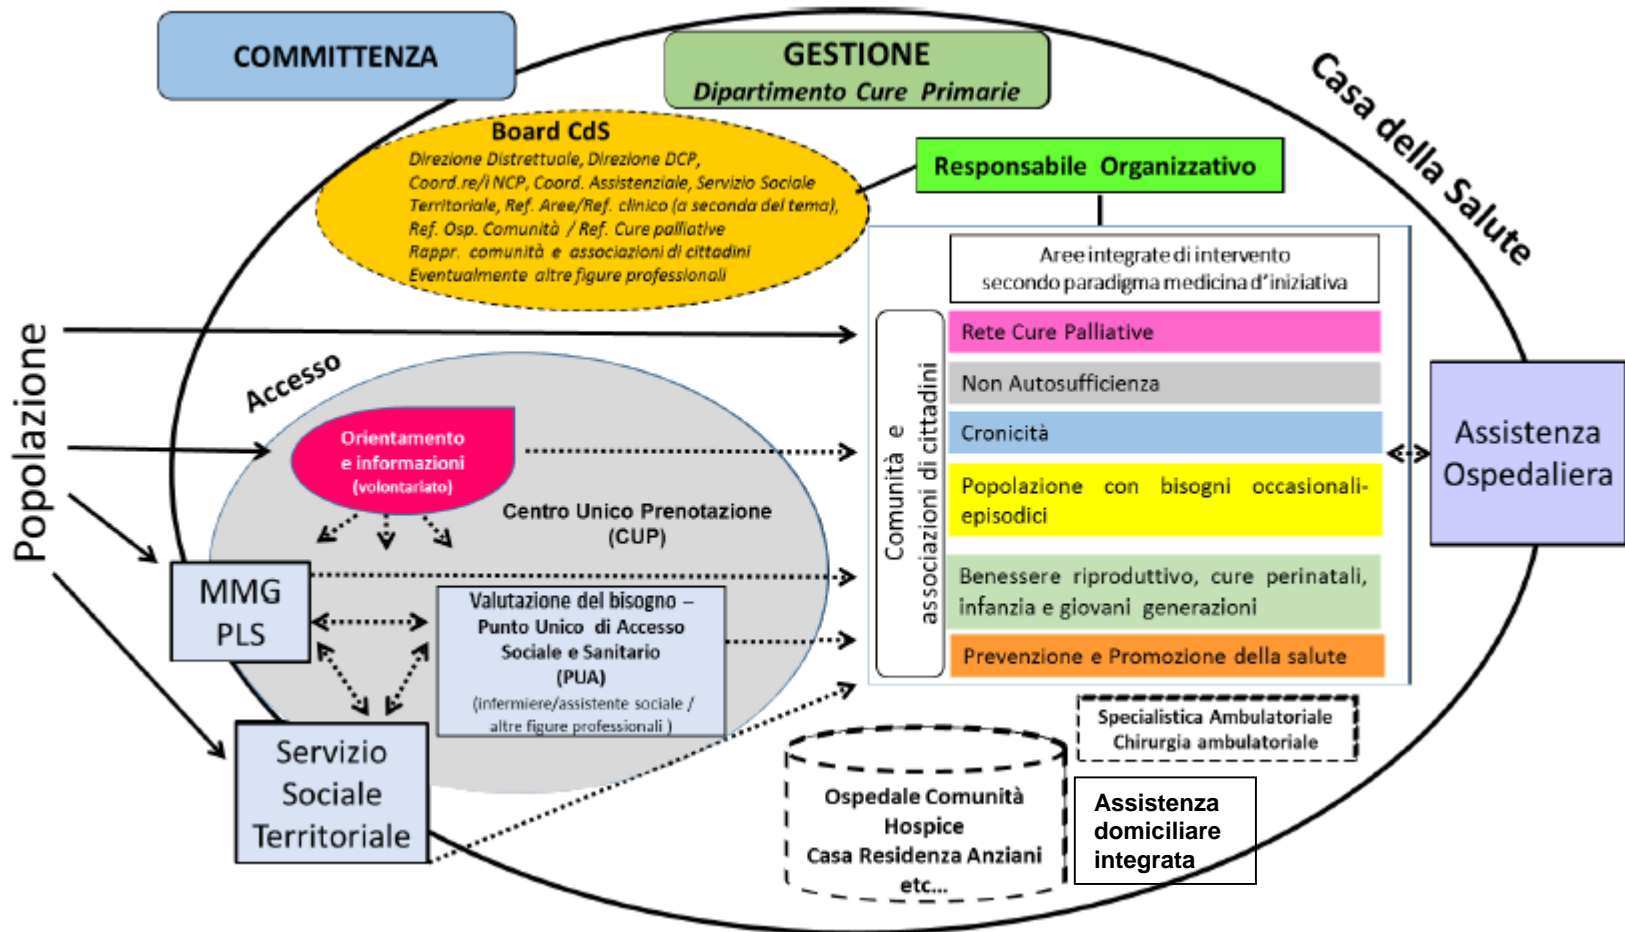 COMMITTENZA
GESTIONE
Dipartimento Cure Primarie
Casa della Salute
Board CdS
Direzione Distrettuale, Direzione DCP,
Coord.re/i NCP, Coord. Assistenziale, Servizio Sociale
Territoriale, Ref. Aree/Ref. clinico (a seconda del tema),
Ref. Osp. Comunità / Ref. Cure palliative
Rappr. comunità e associazioni di cittadini
Eventualmente altre figure professionali
Responsabile Organizzativo
Aree integrate di intervento
secondo paradigma medicina d'iniziativa
Comunità e
associazioni di cittadini
Rete Cure Palliative
Non Autosufficienza
Cronicità
Popolazione con bisogni occasionali-
episodici
Benessere riproduttivo, cure perinatali,
infanzia e giovani generazioni
Prevenzione e Promozione della salute
Assistenza
Ospedaliera
Popolazione
Accesso
Orientamento
e informazioni
(volontariato)
Centro Unico Prenotazione
(CUP)
MMG
PLS
Valutazione del bisogno –
Punto Unico di Accesso
Sociale e Sanitario
(PUA)
(infermiere/assistente sociale /
altre figure professionali )
Servizio
Sociale
Territoriale
Specialistica Ambulatoriale
Chirurgia ambulatoriale
Ospedale Comunità
Hospice
Casa Residenza Anziani
etc...
Assistenza
domiciliare
integrata